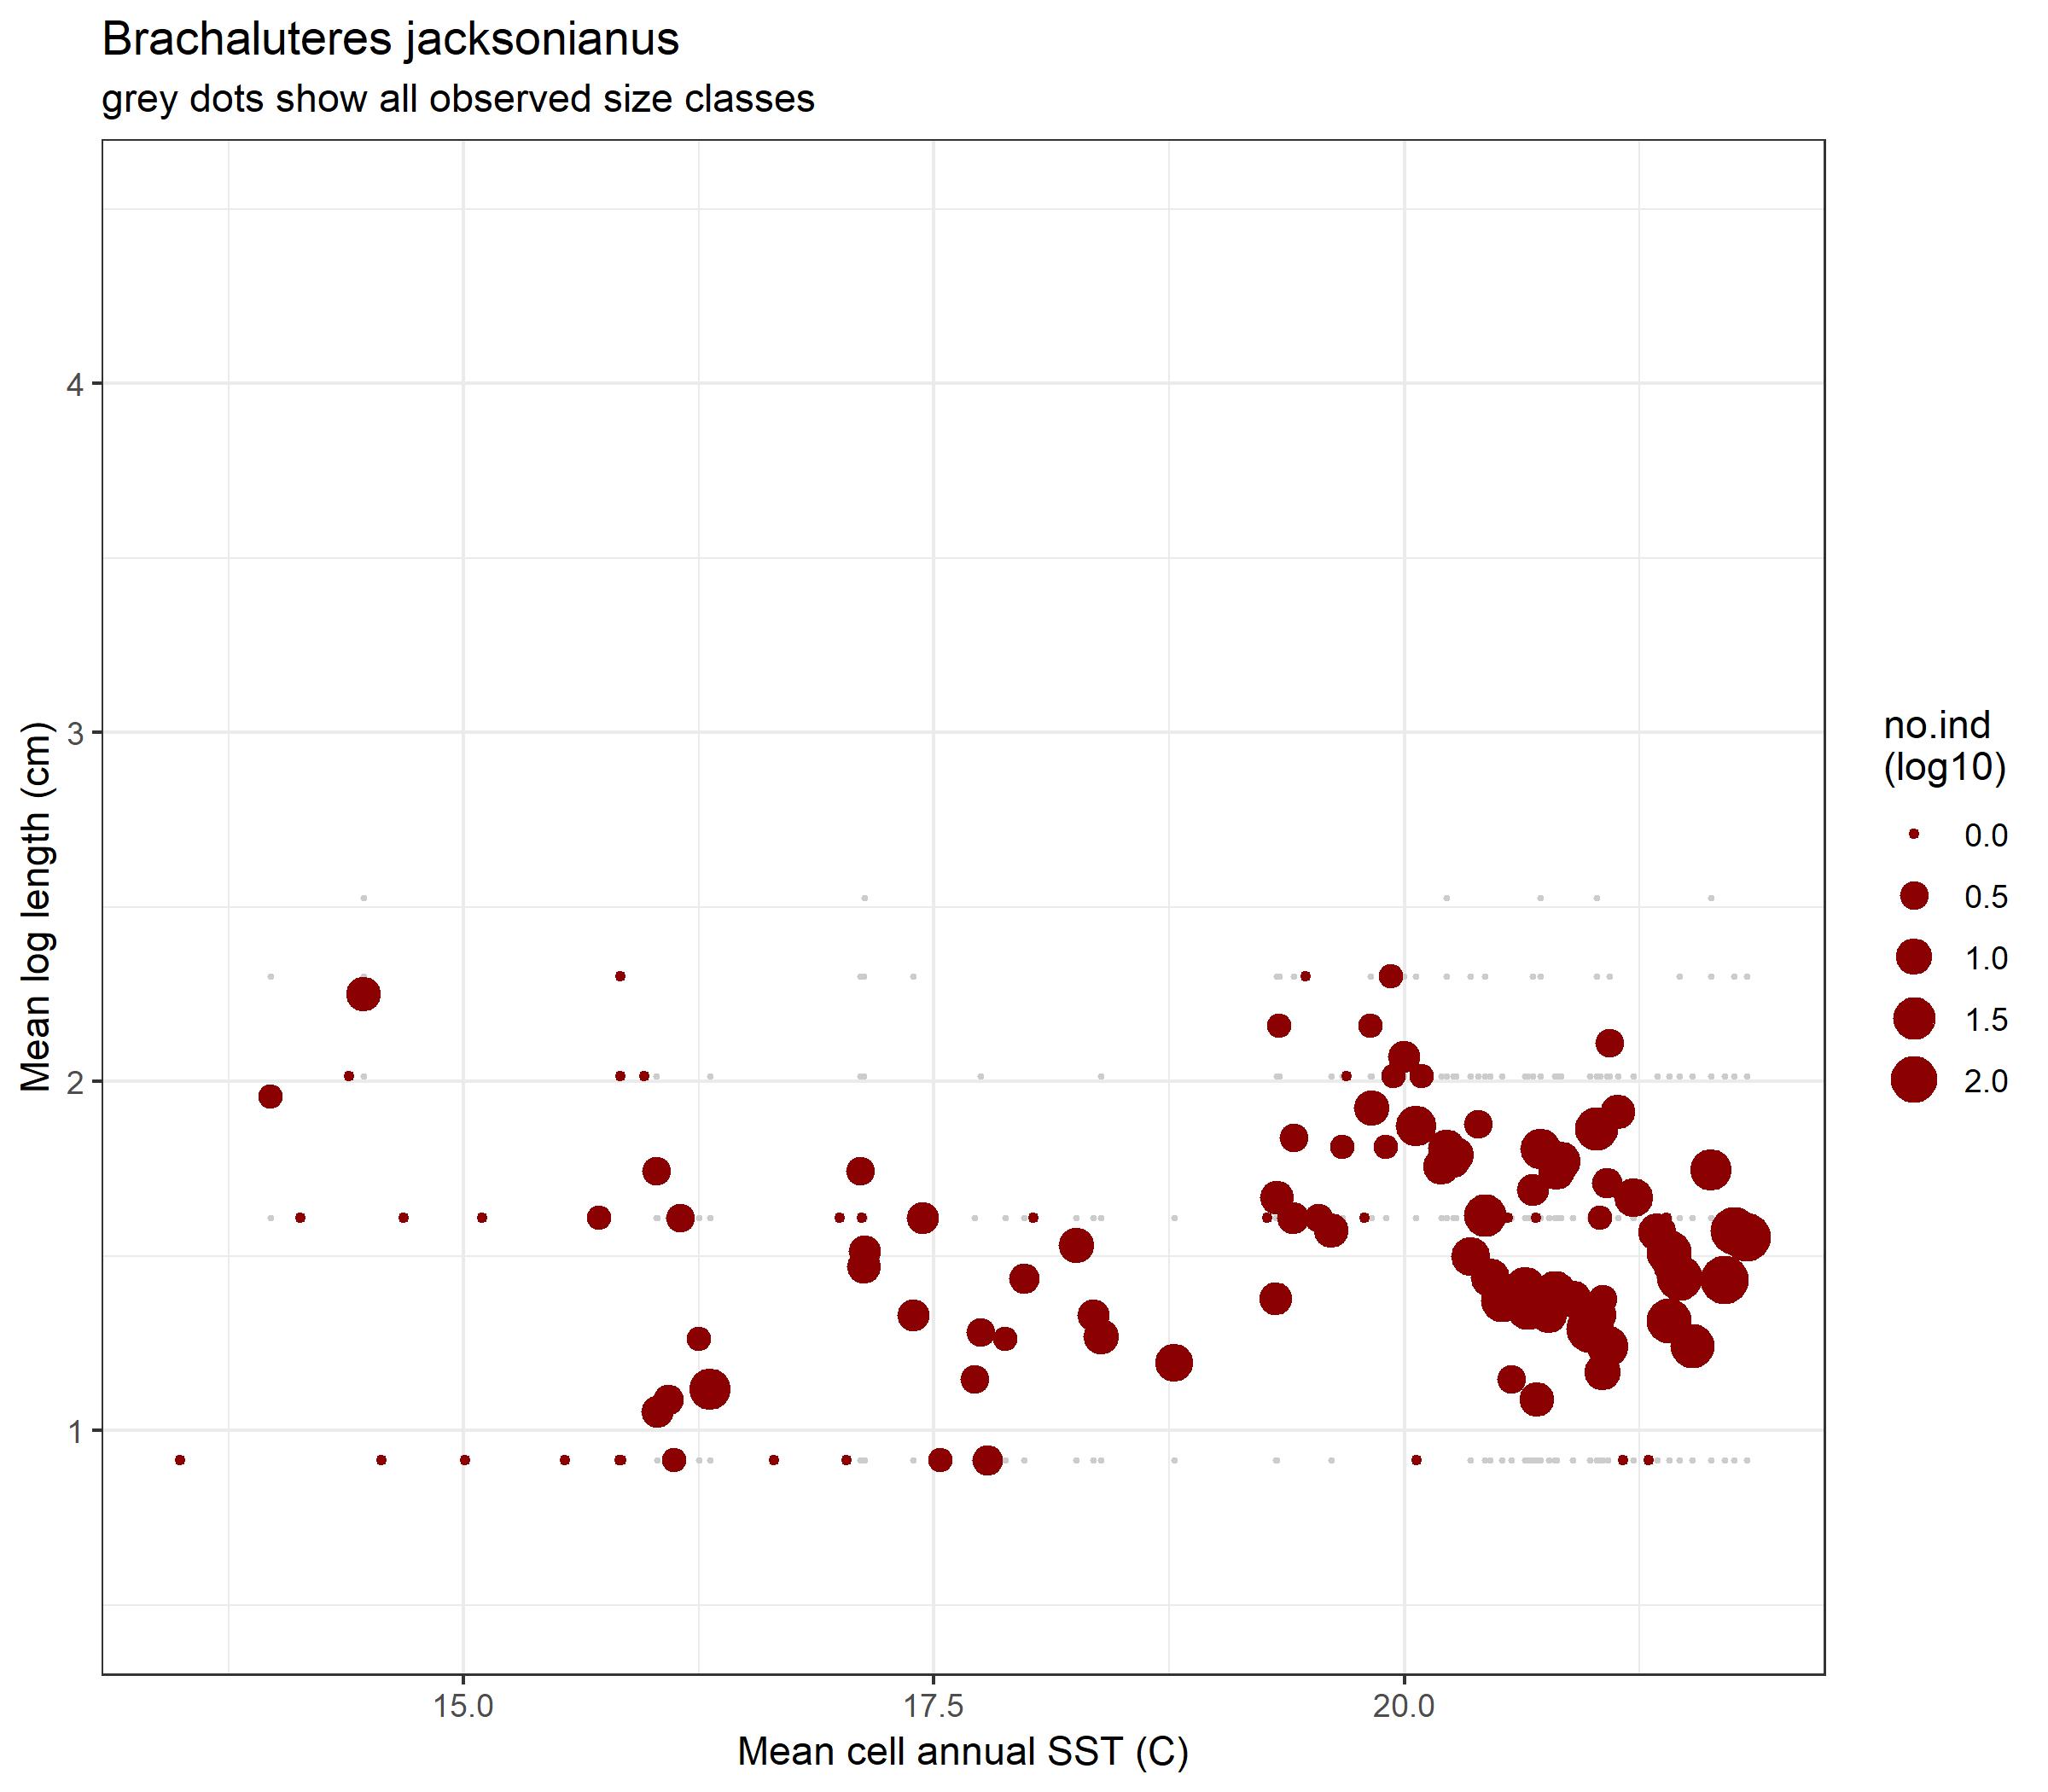 Brachaluteres jacksonianus
grey dots show all observed size classes
Mean log length (cm)
4
3
2
1
15.0
17.5
20.0
Mean cell annual SST (C)
no.ind
(log10)
0.0
0.5
1.0
1.5
2.0